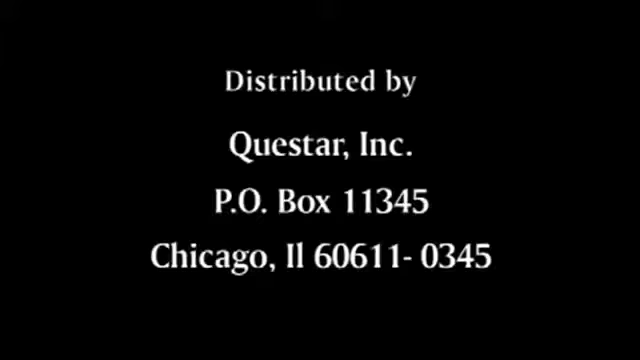 Distributed by
Questar, Inc.
P.O. Box 11345
Chicago, Il 60611- 0345